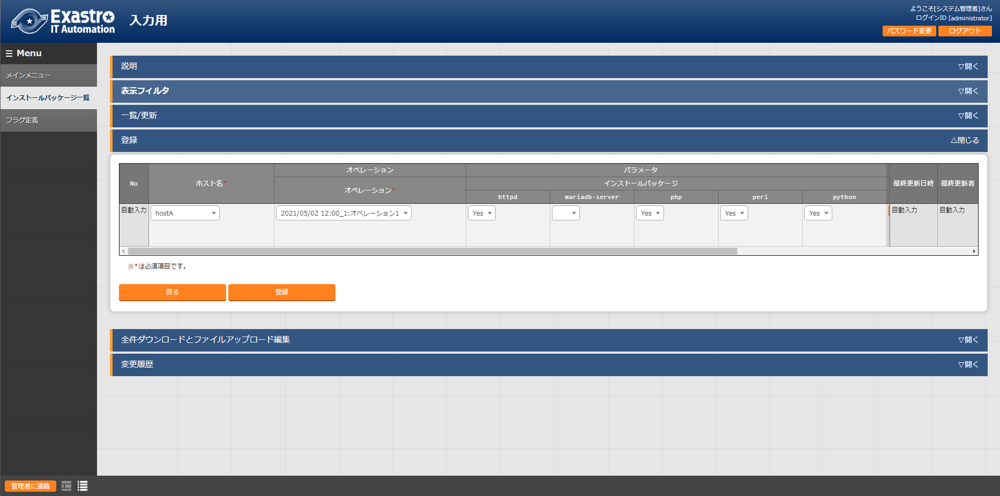 Exastro
IT Automation
入力用
ようこそ[システム管理者]さん
ログインID [administrator]
パスワード変更 ログアウト
Menu
メインメニュー
インストールパッケージ一覧
フラグ定義
説明 ▽開く
表示フィルタ ▽開く
一覧/更新 ▽開く
登録 △閉じる
オペレーション パラメータ
No ホスト名* オペレーション* インストールパッケージ 最終更新日時 最終更新者
httpd mariadb-server php perl python
自動入力 hostA 2021/05/02 12:00_1:オペレーション1 Yes Yes Yes Yes 自動入力 自動入力
※*は必須項目です。
戻る 登録
全件ダウンロードとファイルアップロード編集 ▽開く
変更履歴 ▽開く
管理者に連絡